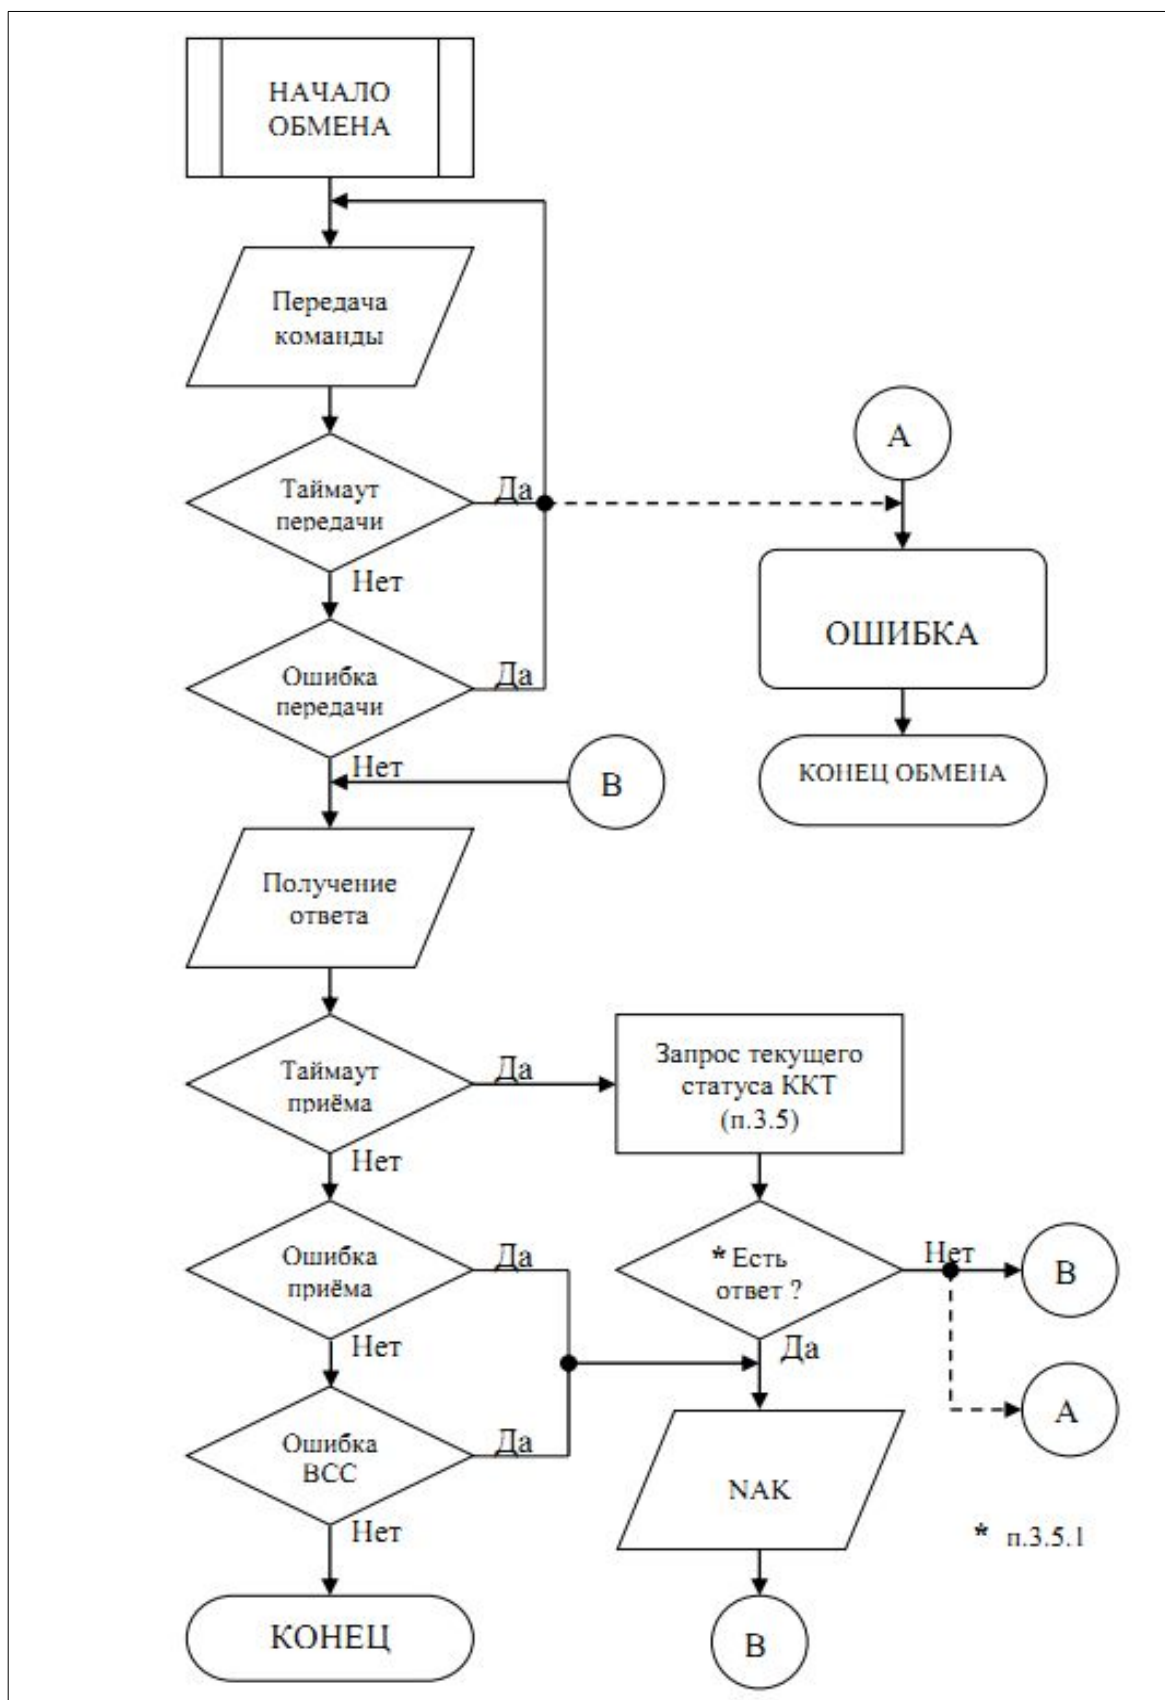 НАЧАЛО
ОБМЕНА
Передача
команды
Таймаут
передачи
Да
Нет
Ошибка
передачи
Да
Нет
A
ОШИБКА
КОНЕЦ ОБМЕНА
B
Получение
ответа
Таймаут
приёма
Да
Нет
Запрос текущего
статуса ККТ
(п.3.5)
Ошибка
приёма
Да
Нет
* Есть
ответ ?
Нет
B
Да
A
Ошибка
BCC
Да
Нет
NAK
* п.3.5.1
КОНЕЦ
B